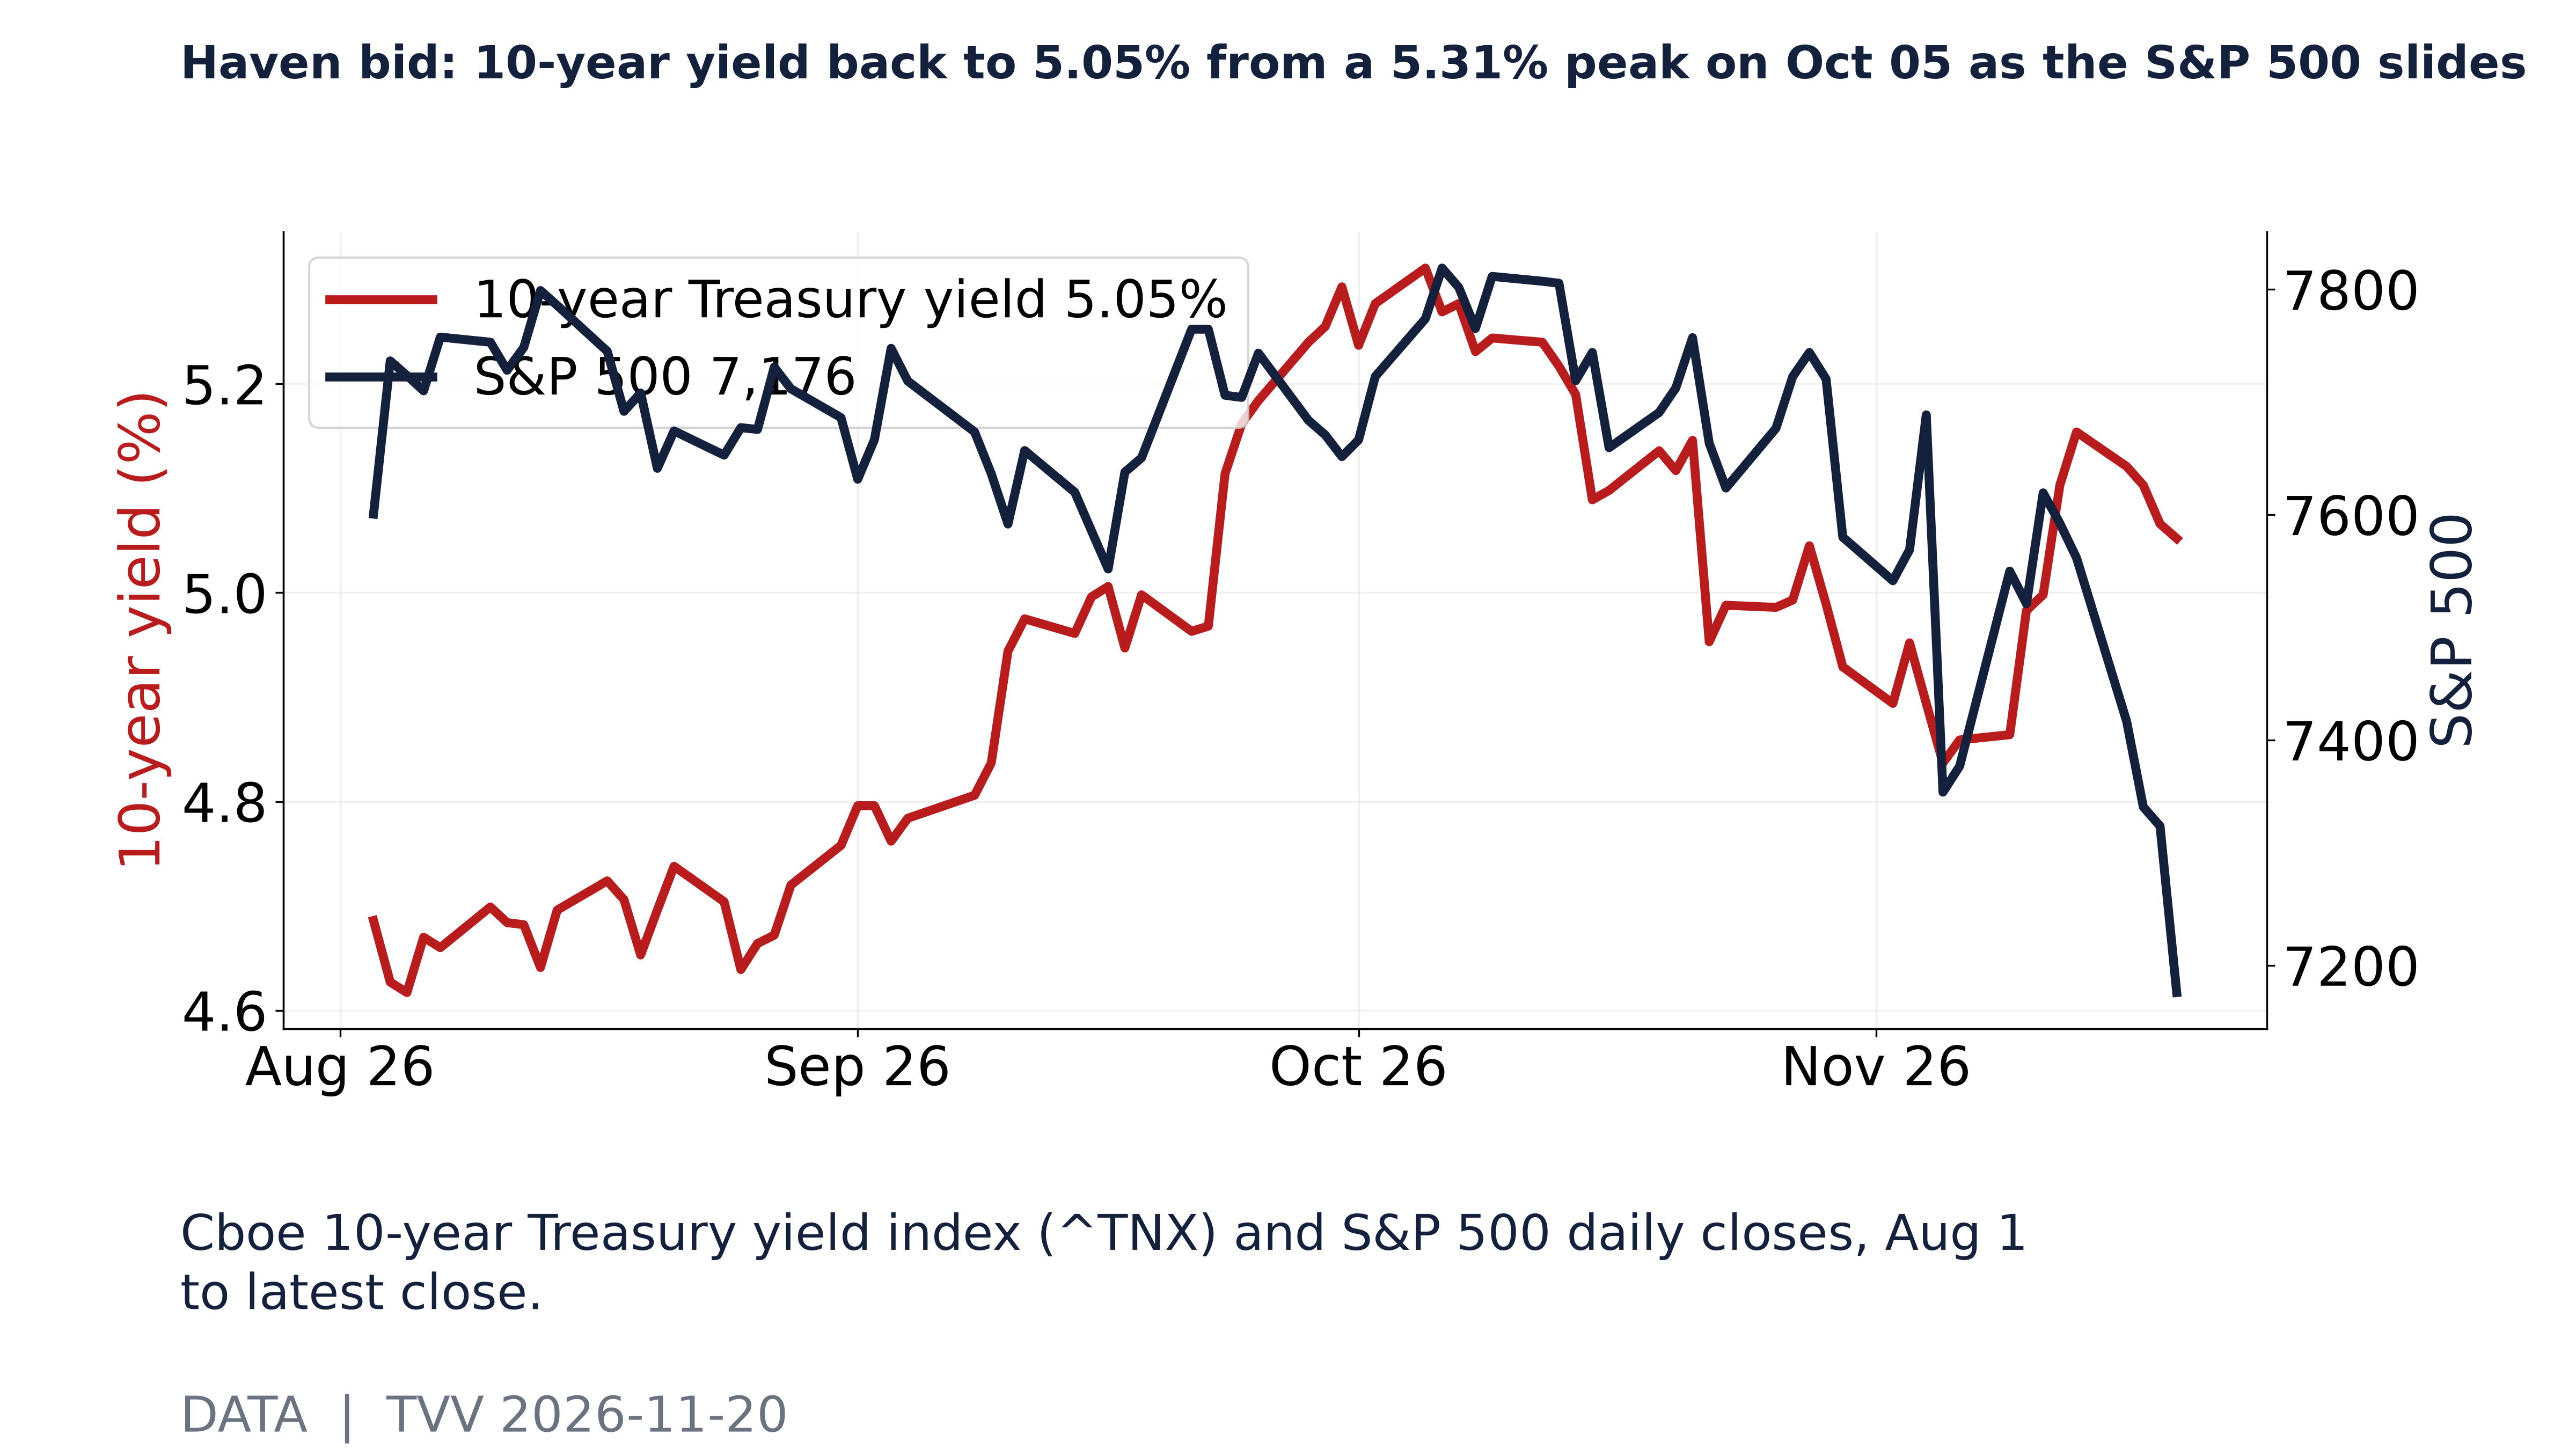 Haven bid: 10-year yield back to 5.05% from a 5.31% peak on Oct 05 as the S&P 500 slides
10-year Treasury yield 5.05%
S&P 500 7,176
10-year yield (%)
5.2
5.0
4.8
4.6
7800
7600
7400
7200
S&P 500
Aug 26
Sep 26
Oct 26
Nov 26
Cboe 10-year Treasury yield index (^TNX) and S&P 500 daily closes, Aug 1
to latest close.
DATA | TVV 2026-11-20